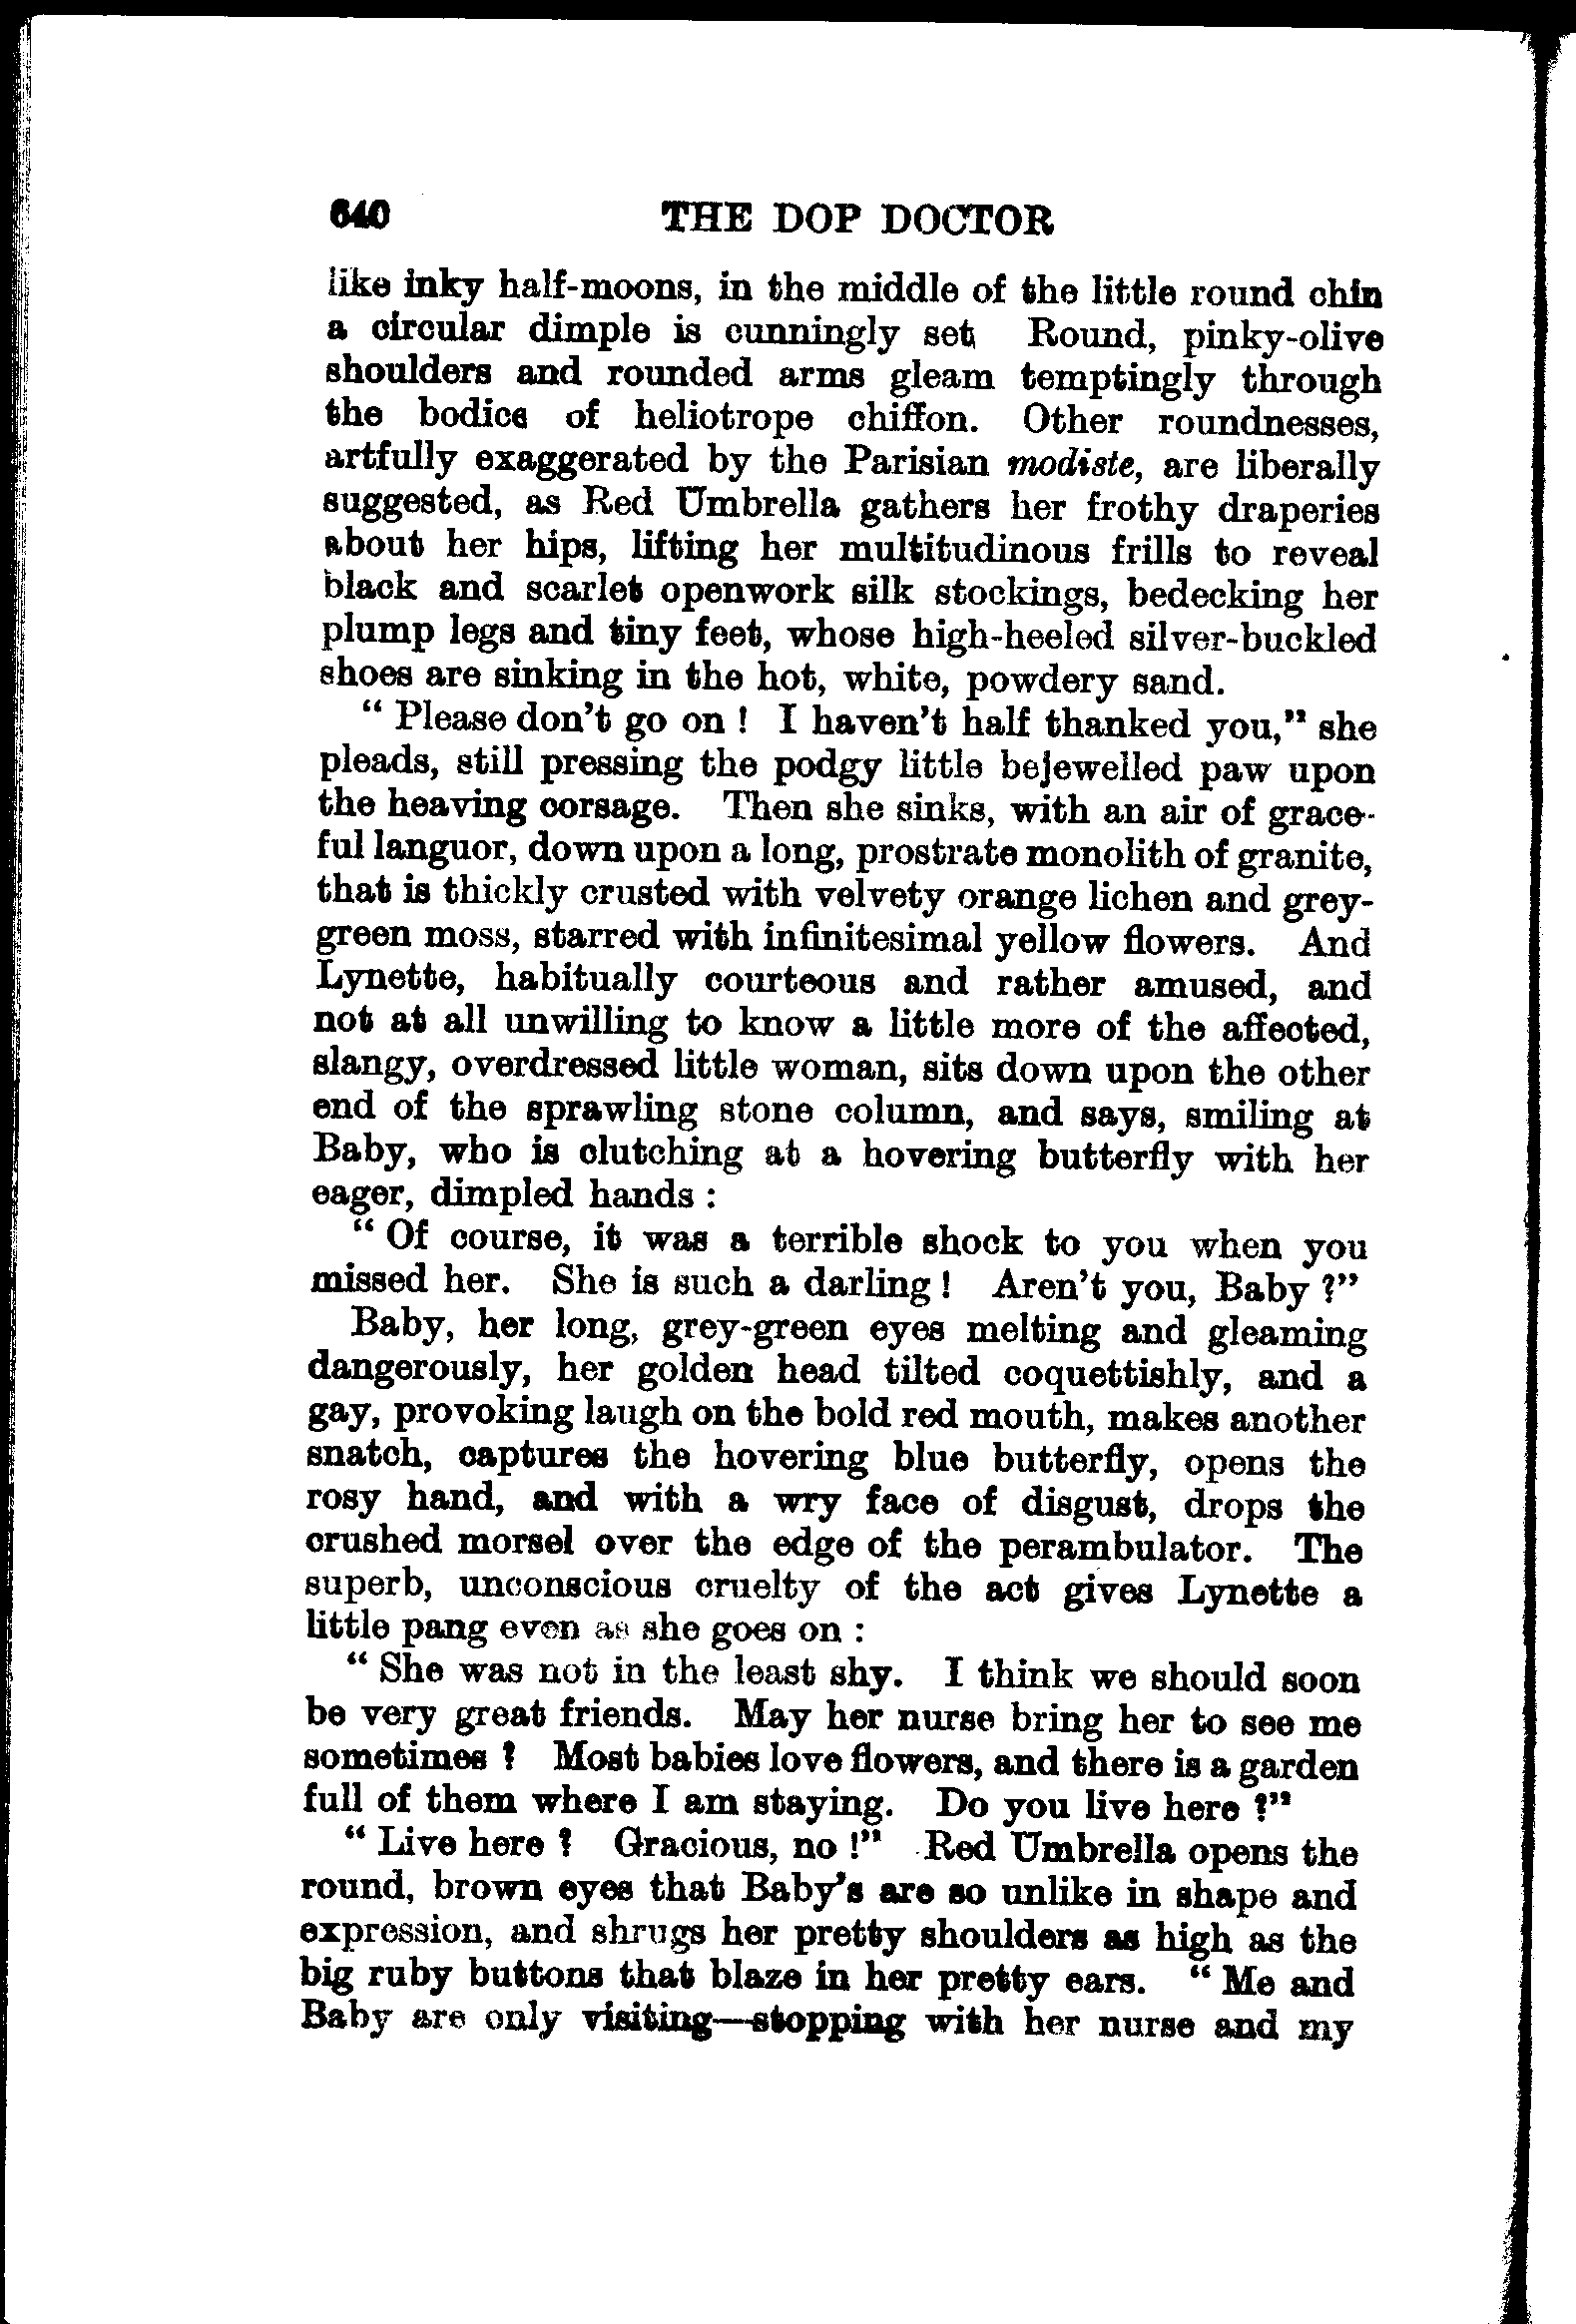 640 THE DOP DOCTOR
like inky half-moons, in the middle of the little round chin
a circular dimple is cunningly set, Round, pinky-olive
shoulders and rounded arms gleam temptingly through
the bodice of heliotrope chiffon. Other roundnesses,
artfully exaggerated by the Parisian modiste, are liberally
suggested, as Red Umbrella gathers her frothy draperies
about her hips, lifting her multitudinous frills to reveal
black and scarlet openwork silk stockings, bedecking her
plump legs and tiny feet, whose high-heeled silver-buckled
shoes are sinking in the hot, white, powdery sand.
“ Please don’t go on ! I haven’t half thanked you,” she
pleads, still pressing the podgy little bejewelled paw upon
the heaving corsage. Then she sinks, with an air of grace-
ful languor, down upon a long, prostrate monolith of granite,
that is thickly crusted with velvety orange lichen and grey-
green moss, starred with infinitesimal yellow flowers. And
Lynette, habitually courteous and rather amused, and
not at all unwilling to know a little more of the affected,
slangy, overdressed little woman, sits down upon the other
end of the sprawling stone column, and says, smiling at
Baby, who is clutching at a hovering butterfly with her
eager, dimpled hands :
“ Of course, it was a terrible shock to you when you
missed her. She is such a darling ! Aren’t you, Baby ?”
Baby, her long, grey-green eyes melting and gleaming
dangerously, her golden head tilted coquettishly, and a
gay, provoking laugh on the bold red mouth, makes another
snatch, captures the hovering blue butterfly, opens the
rosy hand, and with a wry face of disgust, drops the
crushed morsel over the edge of the perambulator. The
superb, unconscious cruelty of the act gives Lynette a
little pang even as she goes on :
“ She was not in the least shy. I think we should soon
be very great friends. May her nurse bring her to see me
sometimes ? Most babies love flowers, and there is a garden
full of them where I am staying. Do you live here ?”
“ Live here ? Gracious, no !” Red Umbrella opens the
round, brown eyes that Baby’s are so unlike in shape and
expression, and shrugs her pretty shoulders as high as the
big ruby buttons that blaze in her pretty ears. “ Me and
Baby are only visiting—stopping with her nurse and my